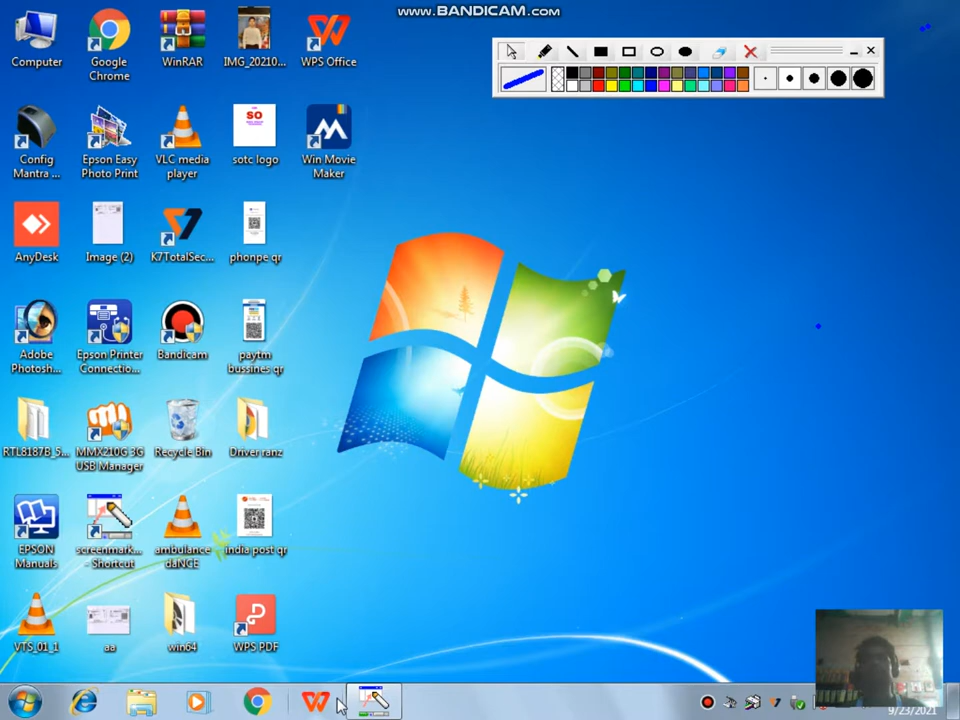 www.BANDICAM.com
Computer
Google
Chrome
WinRAR
IMG_20210...
WPS Office
Config
Mantra ...
Epson Easy
Photo Print
VLC media
player
SO
sotc logo
Win Movie
Maker
AnyDesk
Image (2)
K7TotalSec...
phonpe qr
Adobe
Photosh...
Epson Printer
Connectio...
Bandicam
paytm
bussines qr
RTL8187B_5...
MMX210G 3G
USB Manager
Recycle Bin
Driver ranz
EPSON
Manuals
screenmark...
- Shortcut
ambulance
daNCE
india post qr
VTS_01_1
aa
win64
WPS PDF
9/23/2021